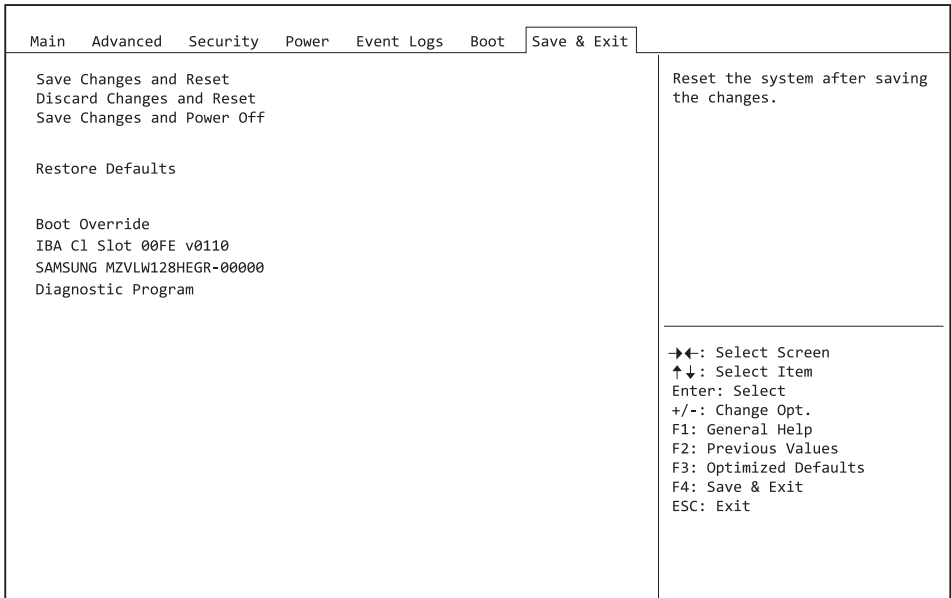 Main Advanced Security Power Event Logs Boot Save & Exit
Save Changes and Reset
Discard Changes and Reset
Save Changes and Power Off
Restore Defaults
Boot Override
IBA Cl Slot 00FE v0110
SAMSUNG MZVLW128HEGR-00000
Diagnostic Program
Reset the system after saving
the changes.
→←: Select Screen
↑↓: Select Item
Enter: Select
+/-: Change Opt.
F1: General Help
F2: Previous Values
F3: Optimized Defaults
F4: Save & Exit
ESC: Exit